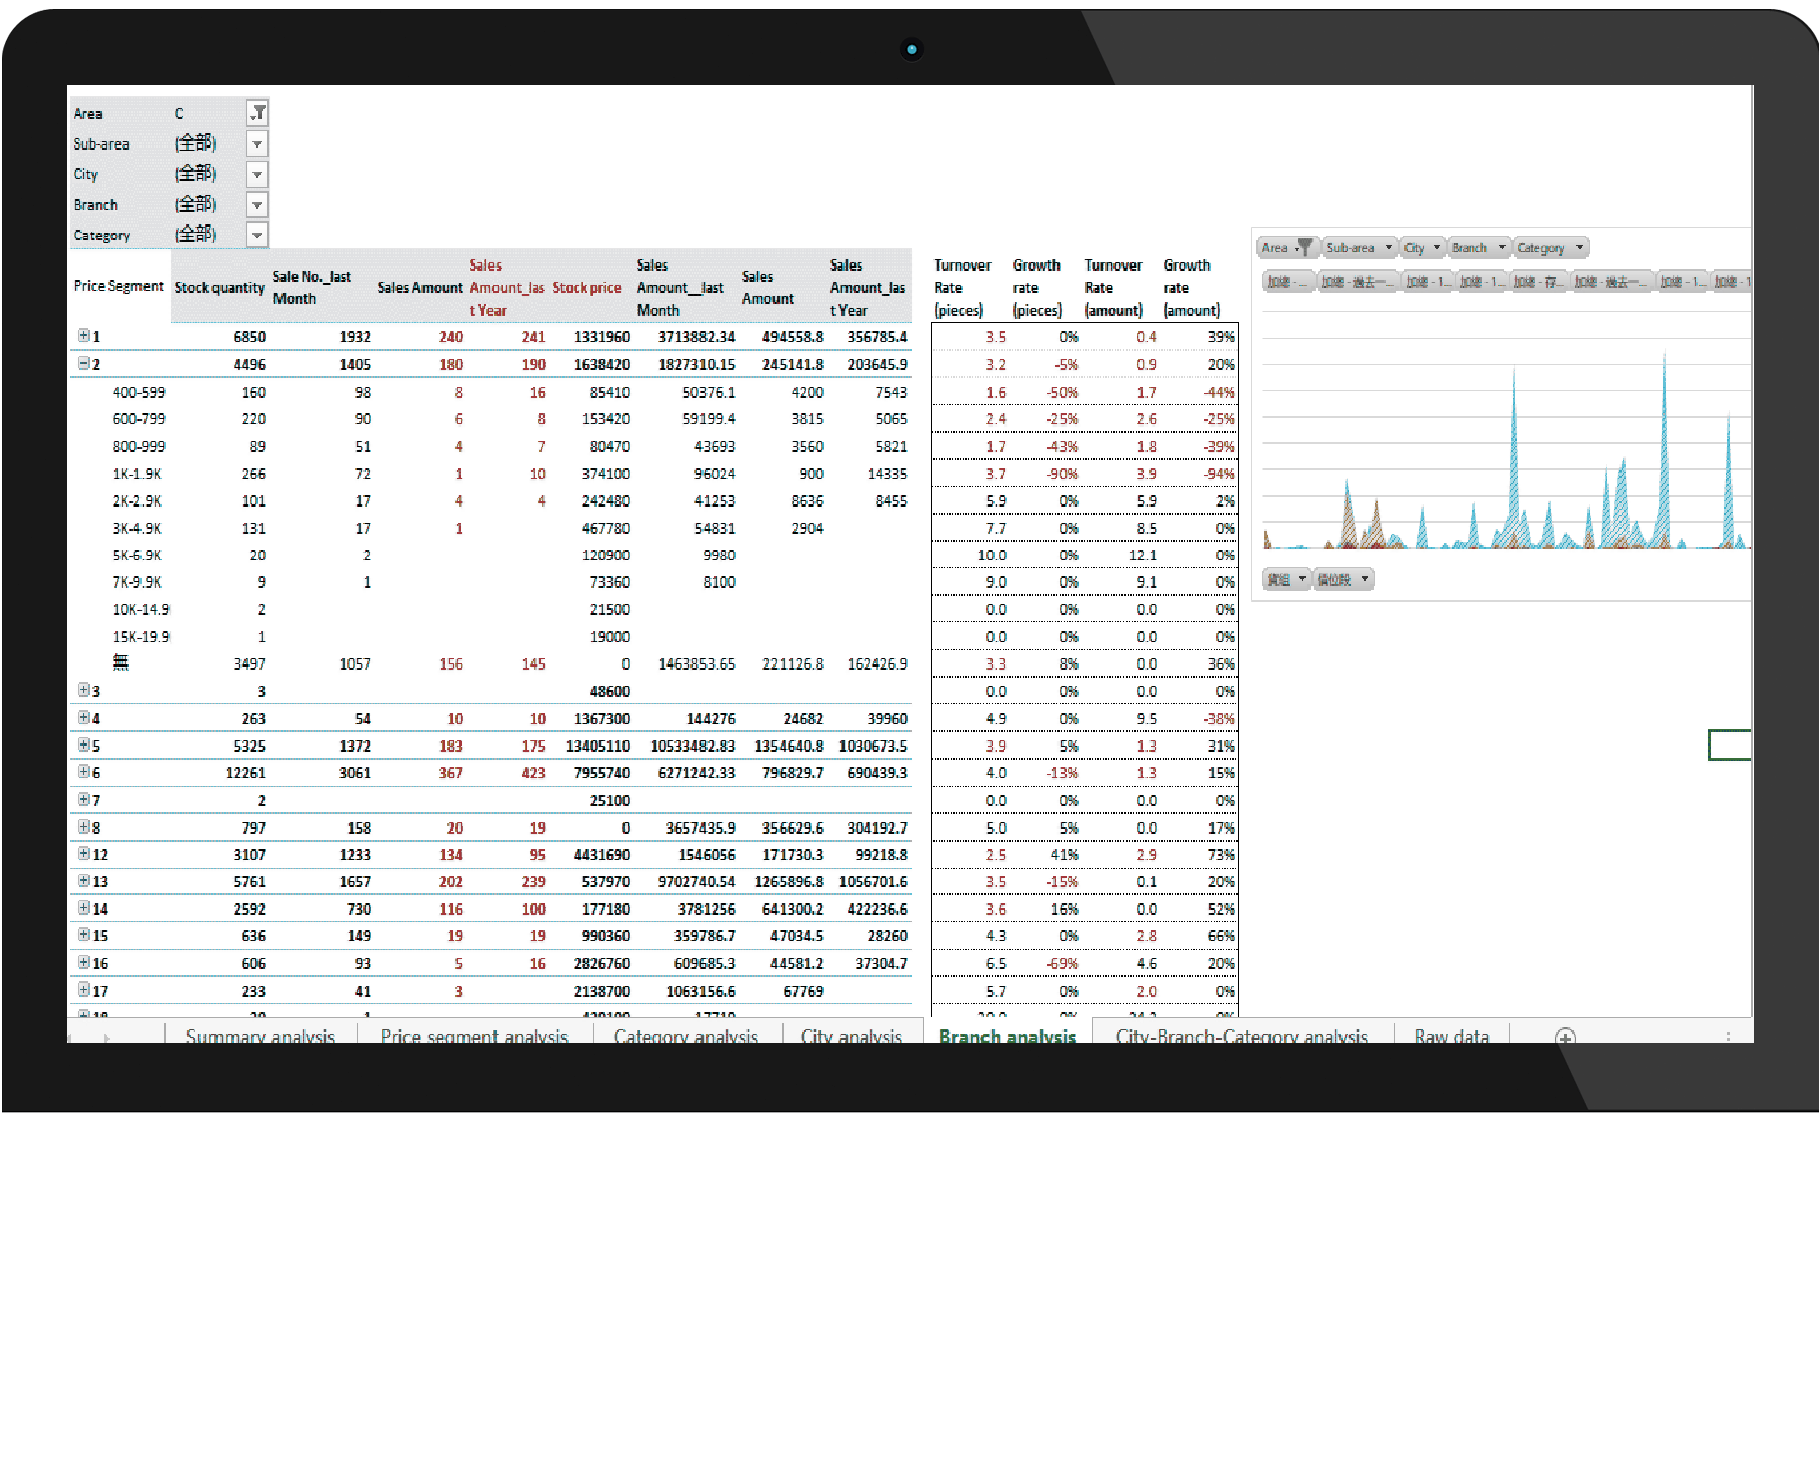 Area C
Sub-area (全部)
City (全部)
Branch (全部)
Category (全部)
Price Segment Stock quantity Sale No._last Month Sales Amount Sales Amount_las t Year Stock price Sales Amount__last Month Sales Amount Sales Amount_las t Year Turnover Rate (pieces) Growth rate (pieces) Turnover Rate (amount) Growth rate (amount)
1 6850 1932 240 241 1331960 3713882.34 494558.8 356785.4 3.5 0% 0.4 39%
2 4496 1405 180 190 1638420 1827310.15 245141.8 203645.9 3.2 -5% 0.9 20%
400-599 160 98 8 16 85410 50376.1 4200 7543 1.6 -50% 1.7 -44%
600-799 220 90 6 8 153420 59199.4 3815 5065 2.4 -25% 2.6 -25%
800-999 89 51 4 7 80470 43693 3560 5821 1.7 -43% 1.8 -39%
1K-1.9K 266 72 1 10 374100 96024 900 14335 3.7 -90% 3.9 -94%
2K-2.9K 101 17 4 4 242480 41253 8636 8455 5.9 0% 5.9 2%
3K-4.9K 131 17 1 467780 54831 2904 7.7 0% 8.5 0%
5K-6.9K 20 2 120900 9980 10.0 0% 12.1 0%
7K-9.9K 9 1 73360 8100 9.0 0% 9.1 0%
10K-14.9 2 21500 0.0 0% 0.0 0%
15K-19.9 1 19000 0.0 0% 0.0 0%
無 3497 1057 156 145 0 1463853.65 221126.8 162426.9 3.3 8% 0.0 36%
3 3 48600 0.0 0% 0.0 0%
4 263 54 10 10 1367300 144276 24682 39960 4.9 0% 9.5 -38%
5 5325 1372 183 175 13405110 10533482.83 1354640.8 1030673.5 3.9 5% 1.3 31%
6 12261 3061 367 423 7955740 6271242.33 796829.7 690439.3 4.0 -13% 1.3 15%
7 2 25100 0.0 0% 0.0 0%
8 797 158 20 19 0 3657435.9 356629.6 304192.7 5.0 5% 0.0 17%
12 3107 1233 134 95 4431690 1546056 171730.3 99218.8 2.5 41% 2.9 73%
13 5761 1657 202 239 537970 9702740.54 1265896.8 1056701.6 3.5 -15% 0.1 20%
14 2592 730 116 100 177180 3781256 641300.2 422236.6 3.6 16% 0.0 52%
15 636 149 19 19 990360 359786.7 47034.5 28260 4.3 0% 2.8 66%
16 606 93 5 16 2826760 609685.3 44581.2 37304.7 6.5 -69% 4.6 20%
17 233 41 3 2138700 1063156.6 67769 5.7 0% 2.0 0%
Area Sub-area City Branch Category
加總 - ... 加總 - 過去一... 加總 - 1... 加總 - 1... 加總 - 存... 加總 - 過去一... 加總 - 1... 加總 - 1
貨組 價位段
Summary analysis Price segment analysis Category analysis City analysis Branch analysis City-Branch-Category analysis Raw data